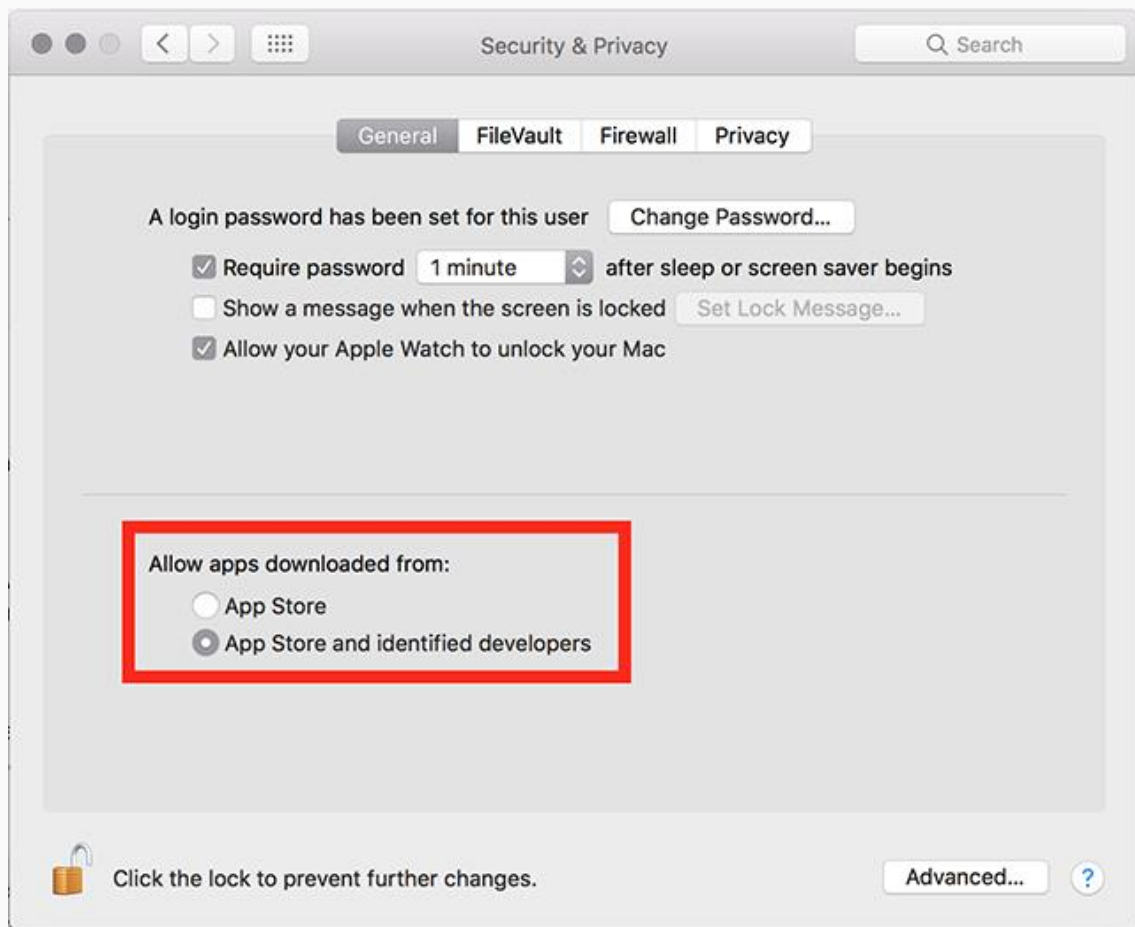 Security & Privacy
Search
General FileVault Firewall Privacy
A login password has been set for this user Change Password...
Require password 1 minute after sleep or screen saver begins
Show a message when the screen is locked Set Lock Message...
Allow your Apple Watch to unlock your Mac
Allow apps downloaded from:
App Store
App Store and identified developers
Click the lock to prevent further changes.
Advanced... ?